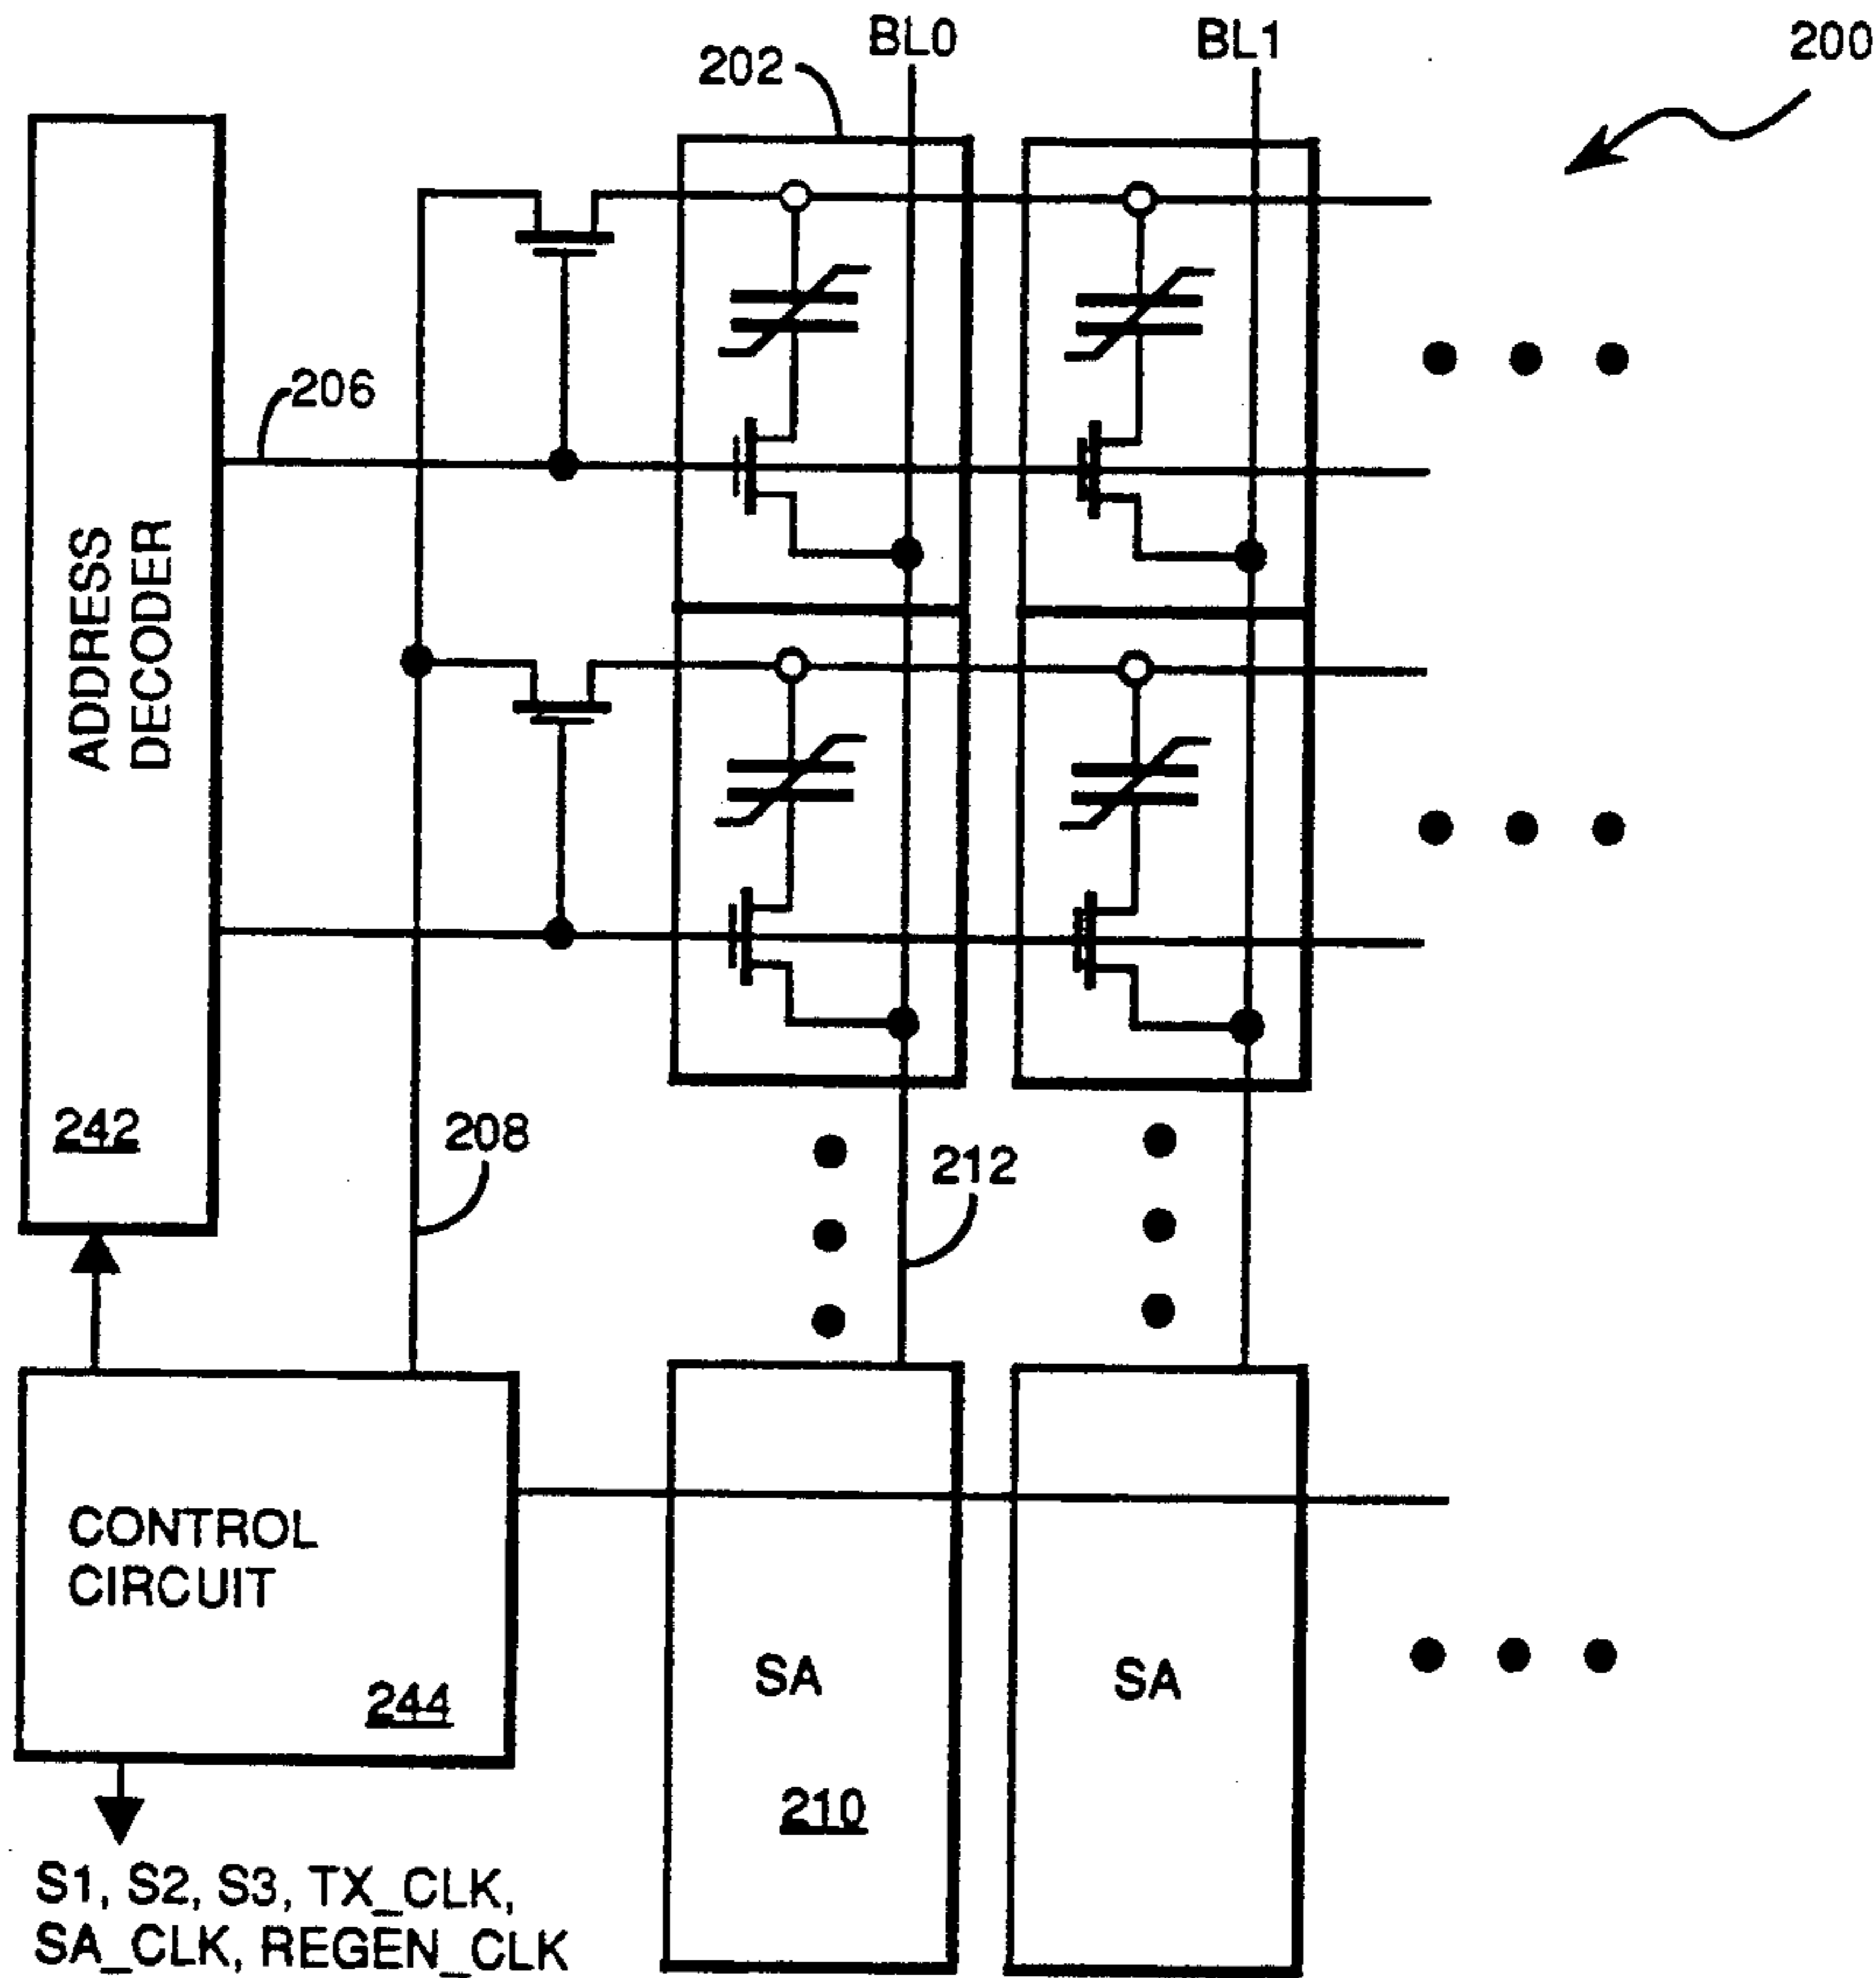 BL0
BL1
200
202
206
ADDRESS
DECODER
242
208
212
CONTROL
CIRCUIT
244
SA
SA
210
S1, S2, S3, TX_CLK,
SA_CLK, REGEN_CLK